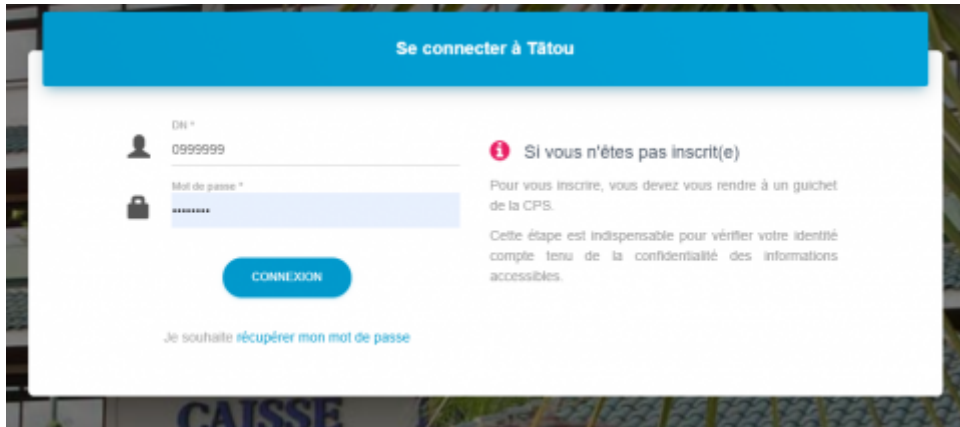 Se connecter à Tātou
DN *
0999999
Mot de passe *
••••••••
CONNEXION
Je souhaite récupérer mon mot de passe
Si vous n'êtes pas inscrit(e)
Pour vous inscrire, vous devez vous rendre à un guichet
de la CPS.
Cette étape est indispensable pour vérifier votre identité
compte tenu de la confidentialité des informations
accessibles.
CAISSE